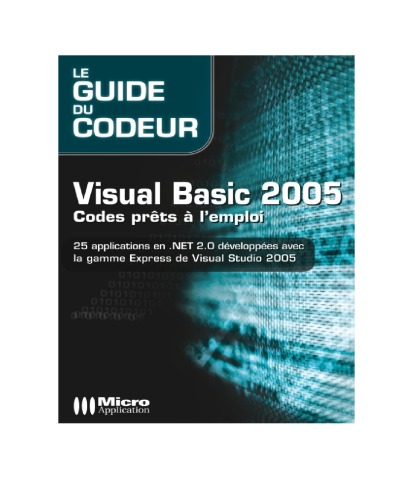 LE
GUIDE
DU
CODEUR
Visual Basic 2005
Codes prêts à l'emploi
25 applications en .NET 2.0 développées avec
la gamme Express de Visual Studio 2005
Micro
Application